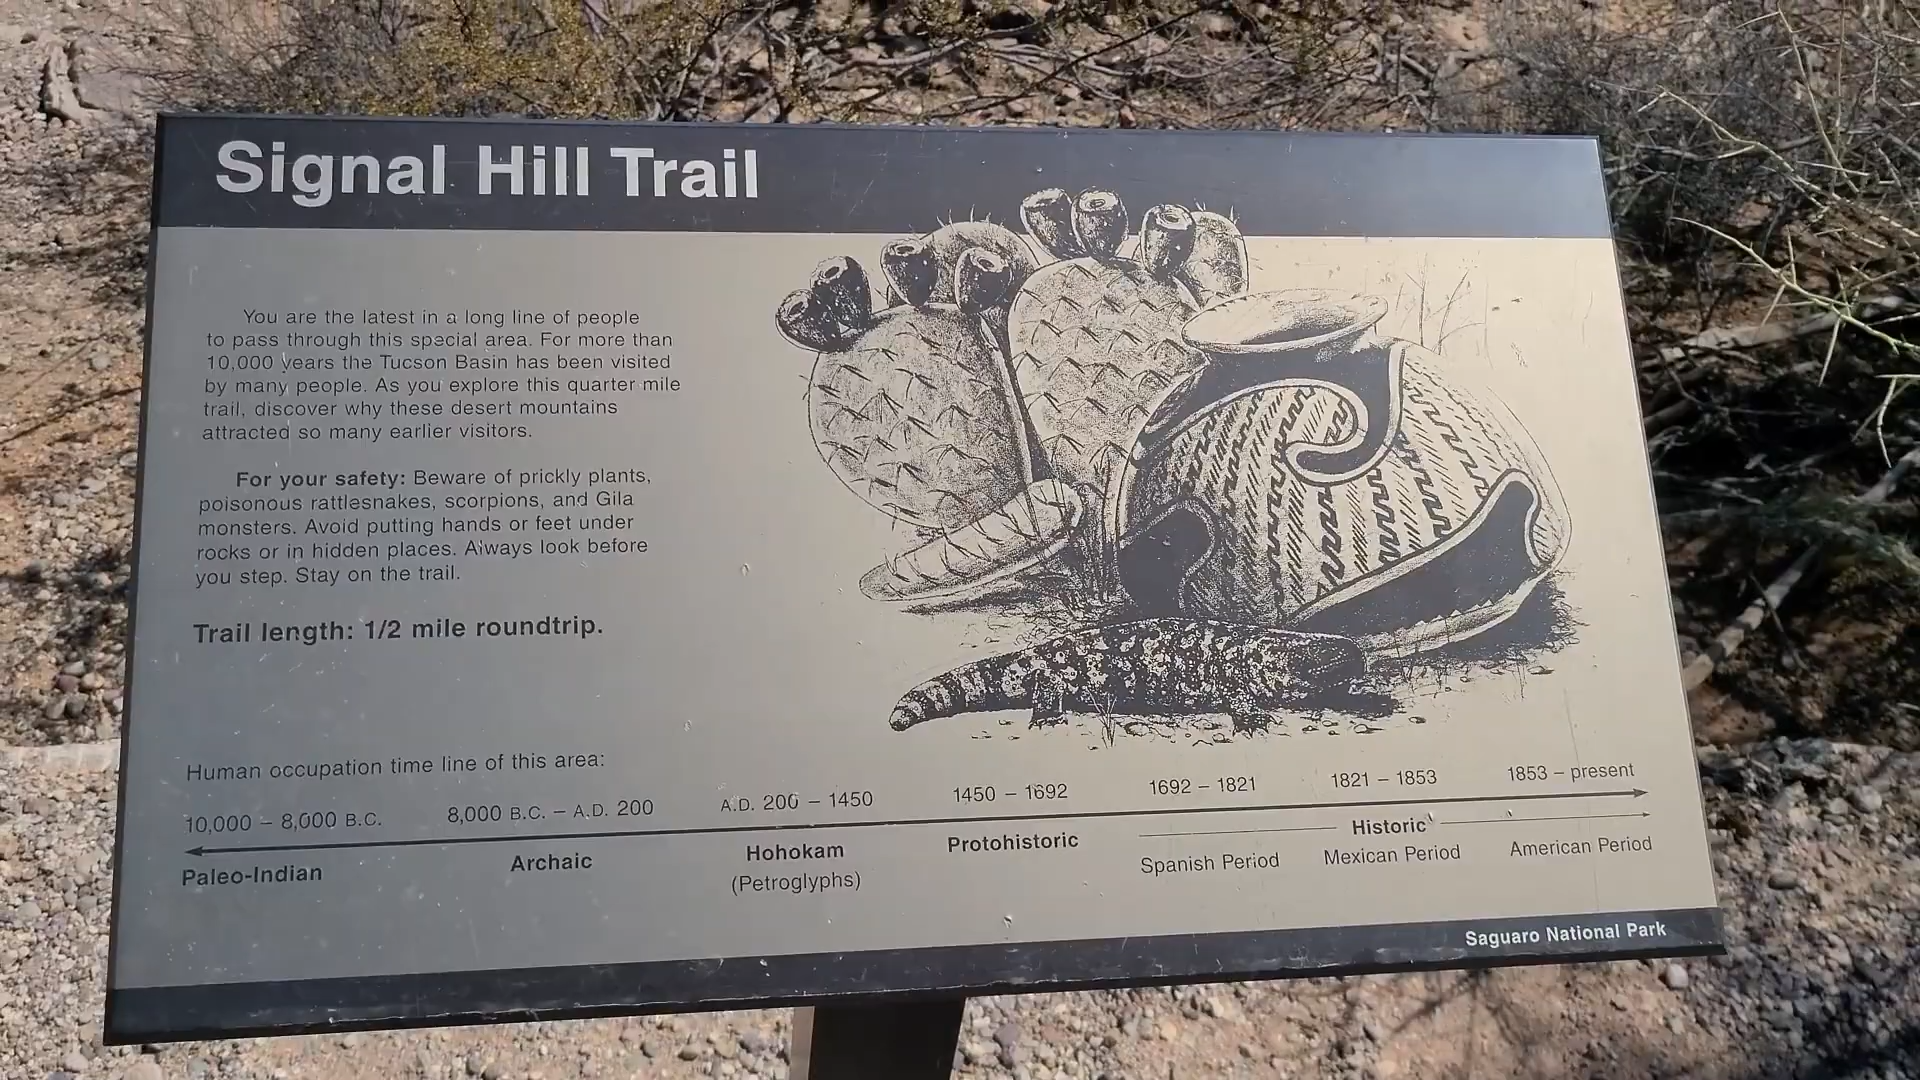 Signal Hill Trail
You are the latest in a long line of people
to pass through this special area. For more than
10,000 years the Tucson Basin has been visited
by many people. As you explore this quarter mile
trail, discover why these desert mountains
attracted so many earlier visitors.
For your safety: Beware of prickly plants,
poisonous rattlesnakes, scorpions, and Gila
monsters. Avoid putting hands or feet under
rocks or in hidden places. Always look before
you step. Stay on the trail.
Trail length: 1/2 mile roundtrip.
Human occupation time line of this area:
10,000 – 8,000 B.C. 8,000 B.C. – A.D. 200 A.D. 200 – 1450 1450 – 1692 1692 – 1821 1821 – 1853 1853 – present
Historic
Paleo-Indian Archaic Hohokam Protohistoric Spanish Period Mexican Period American Period
(Petroglyphs)
Saguaro National Park